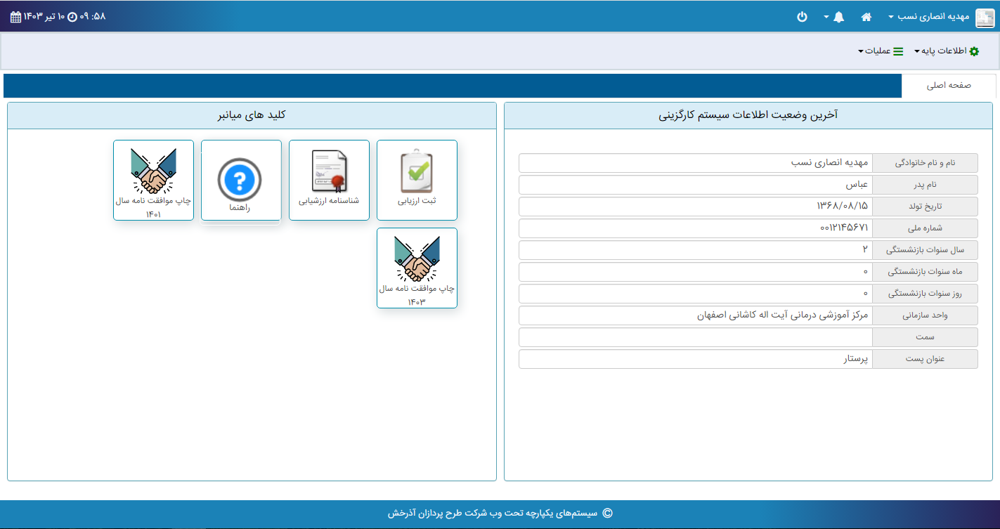 مهدیه انصاری نسب
۱۰ تیر ۱۴۰۳ ۰۹ :۵۸
اطلاعات پایه
عملیات
صفحه اصلی
آخرین وضعیت اطلاعات سیستم کارگزینی
نام و نام خانوادگی مهدیه انصاری نسب
نام پدر عباس
تاریخ تولد ۱۳۶۸/۰۸/۱۵
شماره ملی ۰۰۱۲۱۴۵۶۷۱
سال سنوات بازنشستگی ۲
ماه سنوات بازنشستگی ۰
روز سنوات بازنشستگی ۰
واحد سازمانی مرکز آموزشی درمانی آیت اله کاشانی اصفهان
سمت
عنوان پست پرستار
کلید های میانبر
ثبت ارزیابی
شناسنامه ارزشیابی
راهنما
چاپ موافقت نامه سال
۱۴۰۱
چاپ موافقت نامه سال
۱۴۰۳
© سیستم‌های یکپارچه تحت وب شرکت طرح پردازان آذرخش